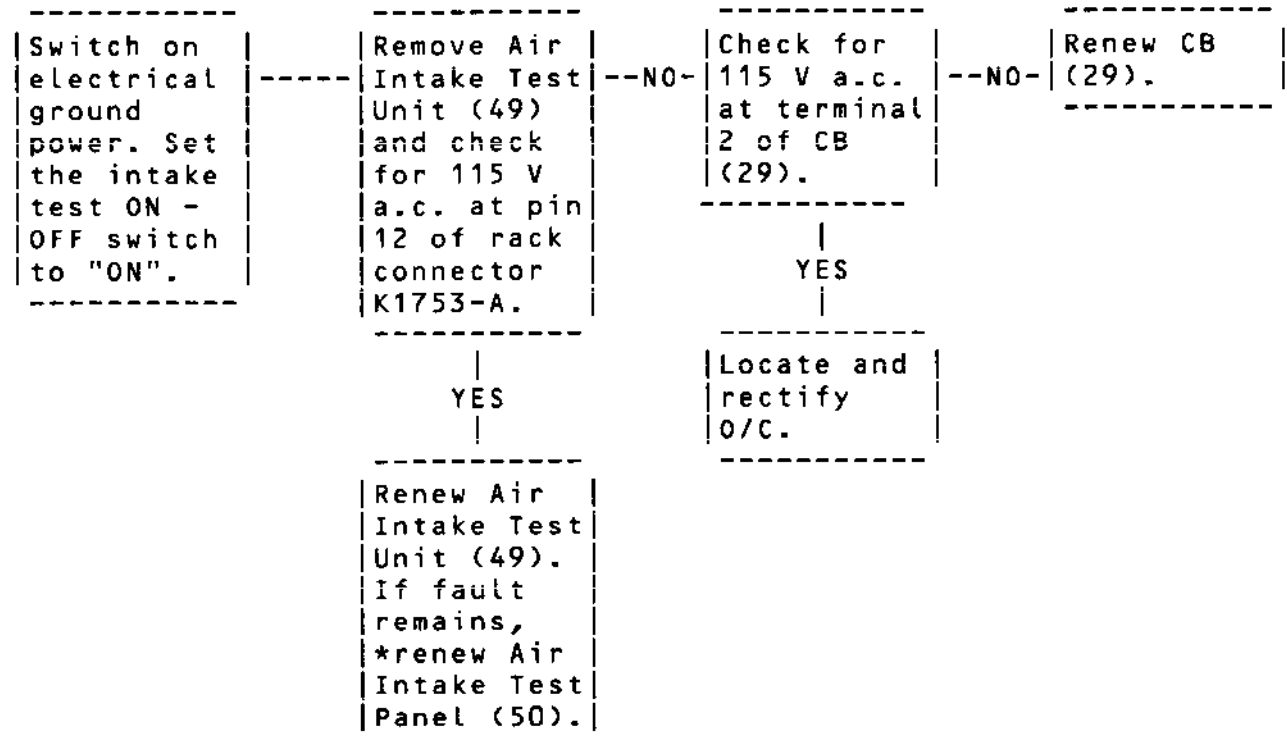 Switch on
electrical
ground
power. Set
the intake
test ON -
OFF switch
to "ON".
Remove Air
Intake Test
Unit (49)
and check
for 115 V
a.c. at pin
12 of rack
connector
K1753-A.
NO
Check for
115 V a.c.
at terminal
2 of CB
(29).
NO
Renew CB
(29).
YES
Locate and
rectify
O/C.
YES
Renew Air
Intake Test
Unit (49).
If fault
remains,
*renew Air
Intake Test
Panel (50).